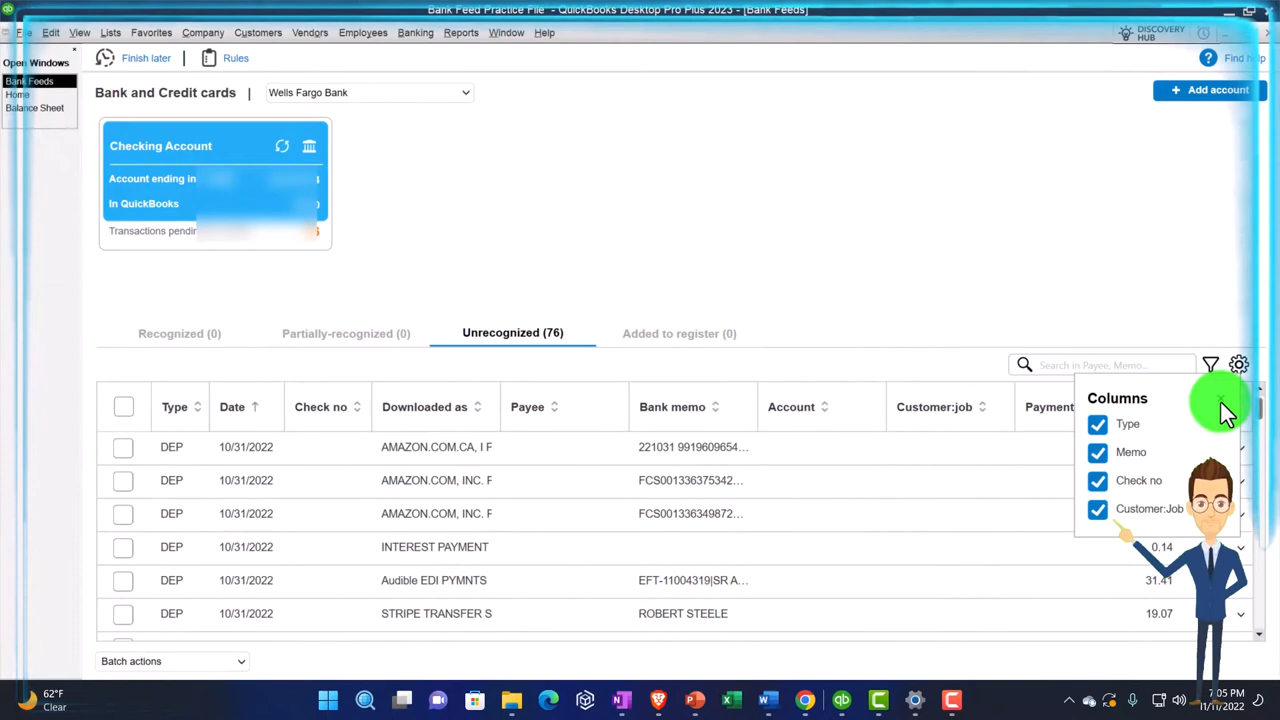 Bank Feed Practice File - QuickBooks Desktop Pro Plus 2023 - [Bank Feeds]
File Edit View Lists Favorites Company Customers Vendors Employees Banking Reports Window Help
DISCOVERY
HUB
Open Windows
Bank Feeds
Home
Balance Sheet
Finish later | Rules
? Find help
Bank and Credit cards | Wells Fargo Bank
+ Add account
Checking Account
Account ending in
In QuickBooks
Transactions
Recognized (0) Partially-recognized (0) Unrecognized (76) Added to register (0)
Search in Payee, Memo...
Type Date Check no Downloaded as Payee Bank memo Account Customer:job Payment
Columns
Type
Memo
Check no
Customer:Job
DEP 10/31/2022 AMAZON.COM.CA, I F 221031 9919609654...
DEP 10/31/2022 AMAZON.COM, INC. F FCS001336375342...
DEP 10/31/2022 AMAZON.COM, INC. F FCS001336349872...
DEP 10/31/2022 INTEREST PAYMENT 0.14
DEP 10/31/2022 Audible EDI PYMNTS EFT-11004319|SR A... 31.41
DEP 10/31/2022 STRIPE TRANSFER S ROBERT STEELE 19.07
Batch actions
62°F
Clear
7:05 PM
11/11/2022